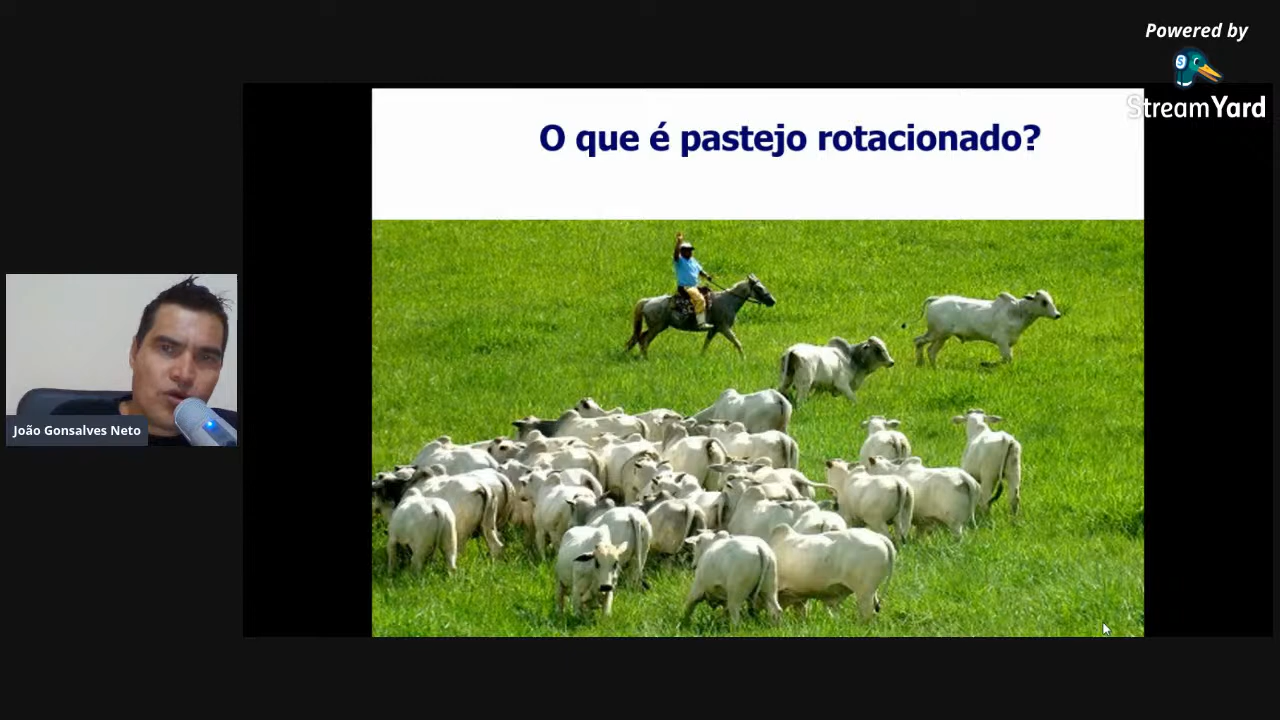 Powered by
StreamYard
O que é pastejo rotacionado?
João Gonsalves Neto